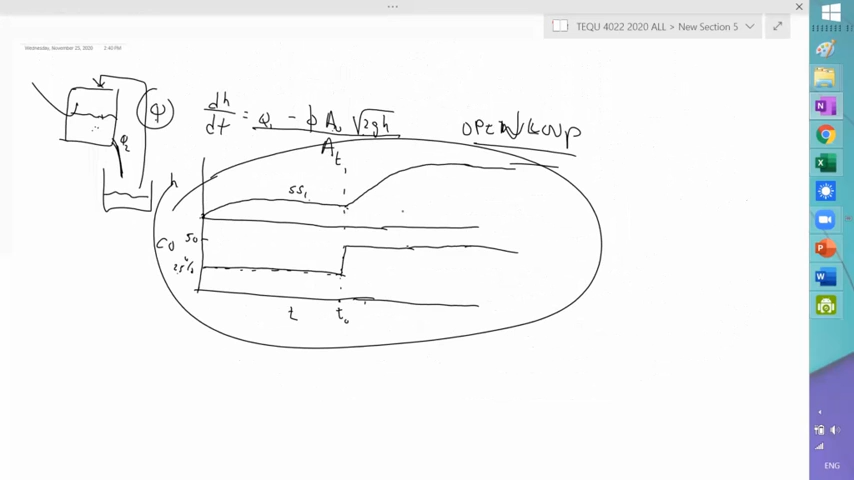 TEQU 4022 2020 ALL > New Section 5
Wednesday, November 25, 2020 2:40 PM
dh/dt = Q₁ - φ A₀ √2gh / Aₜ
OPEN LOOP
Q₂
h
SS₁
CO
50
25%
t
t₀
ENG